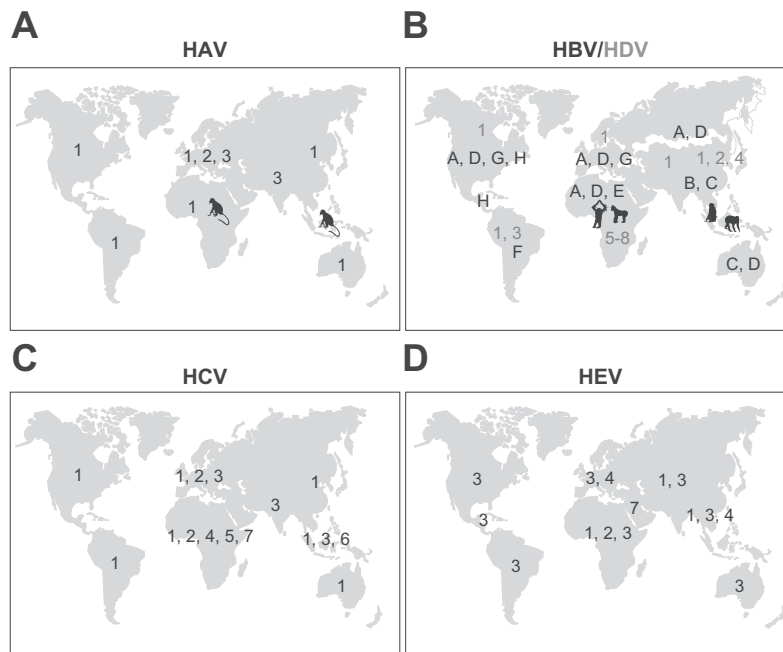 A
HAV
1
1, 2, 3
1
3
1
1
1
B
HBV/HDV
1
1
A, D
A, D, G, H
A, D, G
1
1, 2, 4
B, C
A, D, E
H
1, 3
5-8
F
C, D
C
HCV
1
1, 2, 3
1
3
1, 2, 4, 5, 7
1, 3, 6
1
1
D
HEV
3
3, 4
1, 3
7
1, 3, 4
3
1, 2, 3
3
3